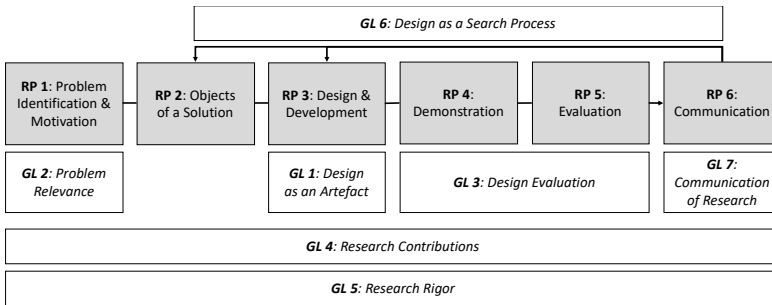 GL 6: Design as a Search Process
RP 1: Problem
Identification &
Motivation
RP 2: Objects
of a Solution
RP 3: Design &
Development
RP 4:
Demonstration
RP 5:
Evaluation
RP 6:
Communication
GL 2: Problem
Relevance
GL 1: Design
as an Artefact
GL 3: Design Evaluation
GL 7:
Communication
of Research
GL 4: Research Contributions
GL 5: Research Rigor